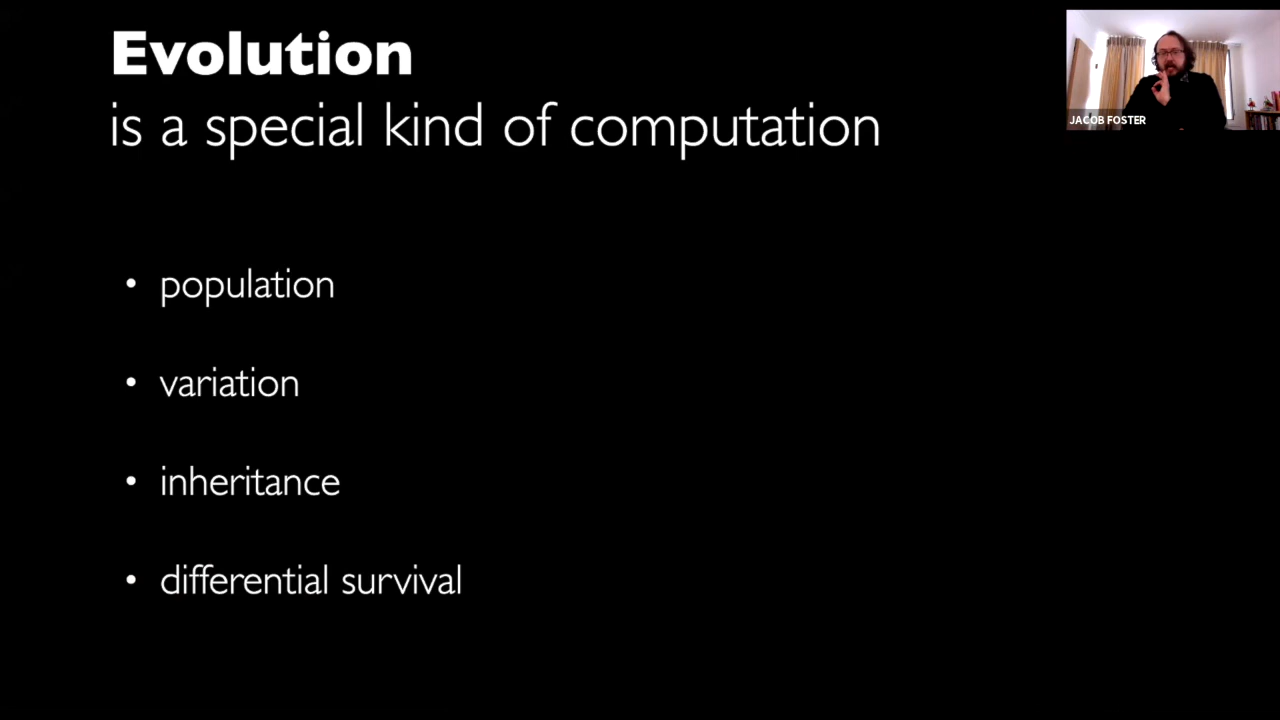 Evolution
is a special kind of computation
JACOB FOSTER
• population
• variation
• inheritance
• differential survival